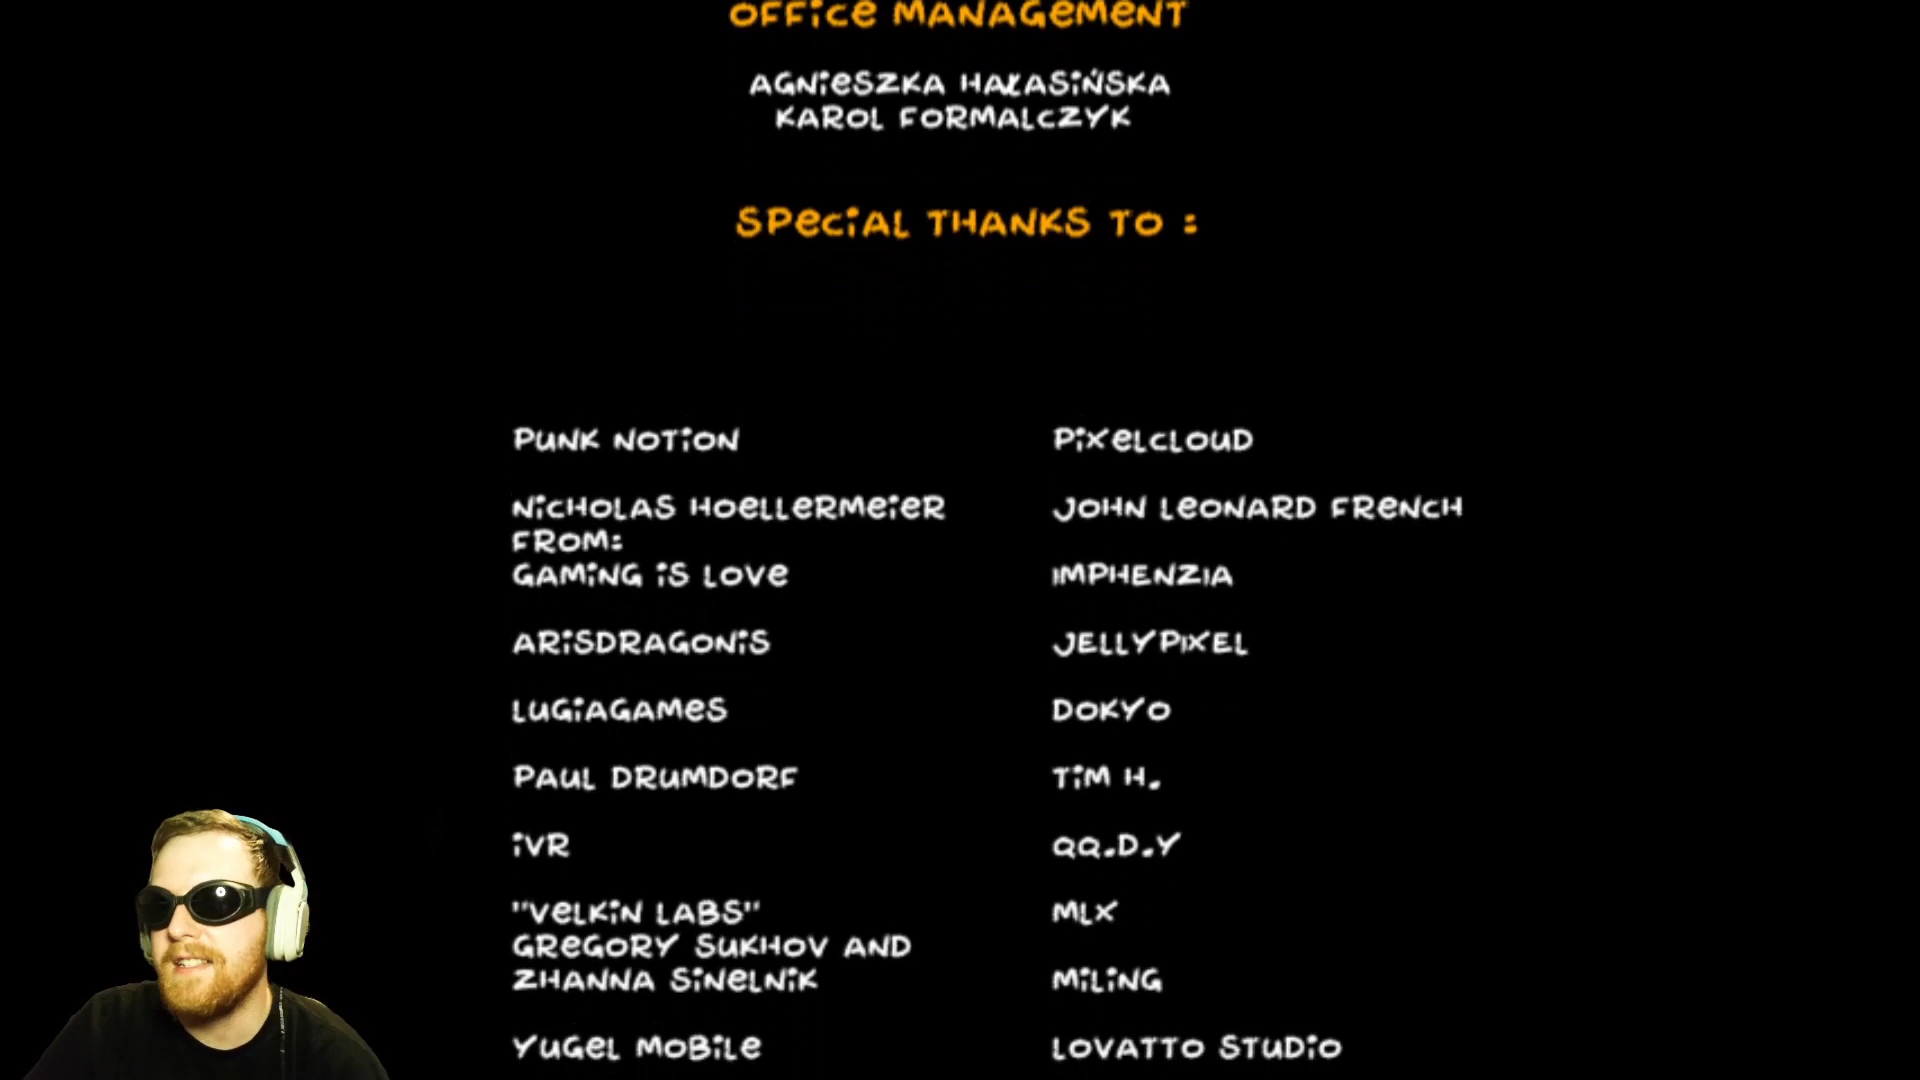 OFFICE MANAGEMENT
AGNIESZKA HAŁASIŃSKA
KAROL FORMALCZYK
SPECIAL THANKS TO :
PUNK NOTION
PIXELCLOUD
NICHOLAS HOELLERMEIER
JOHN LEONARD FRENCH
FROM:
GAMING IS LOVE
IMPHENZIA
ARISDRAGONIS
JELLYPIXEL
LUGIAGAMES
DOKYO
PAUL DRUMDORF
TIM H.
IVR
QQ.D.Y
"VELKIN LABS"
MLX
GREGORY SUKHOV AND
ZHANNA SINELNIK
MILING
YUGEL MOBILE
LOVATTO STUDIO